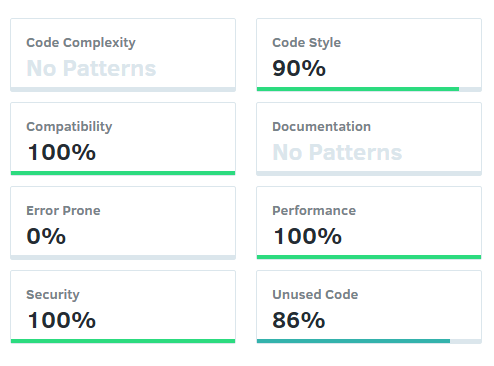 Code Complexity
No Patterns
Code Style
90%
Compatibility
100%
Documentation
No Patterns
Error Prone
0%
Performance
100%
Security
100%
Unused Code
86%